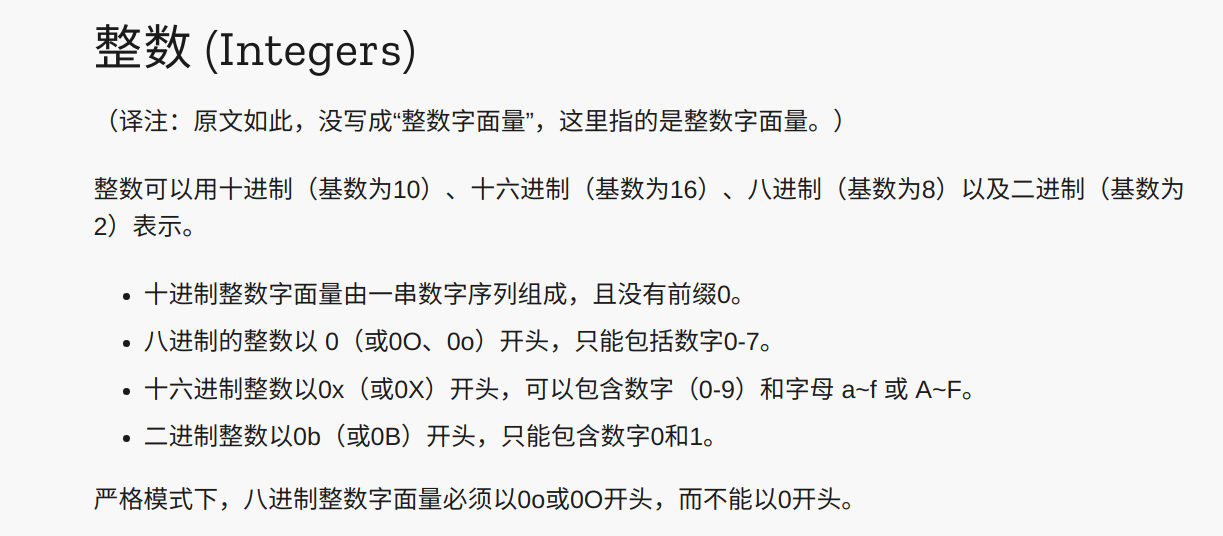 整数 (Integers)
（译注：原文如此，没写成“整数字面量”，这里指的是整数字面量。）
整数可以用十进制（基数为10）、十六进制（基数为16）、八进制（基数为8）以及二进制（基数为
2）表示。
• 十进制整数字面量由一串数字序列组成，且没有前缀0。
• 八进制的整数以 0（或0O、0o）开头，只能包括数字0-7。
• 十六进制整数以0x（或0X）开头，可以包含数字（0-9）和字母 a~f 或 A~F。
• 二进制整数以0b（或0B）开头，只能包含数字0和1。
严格模式下，八进制整数字面量必须以0o或0O开头，而不能以0开头。